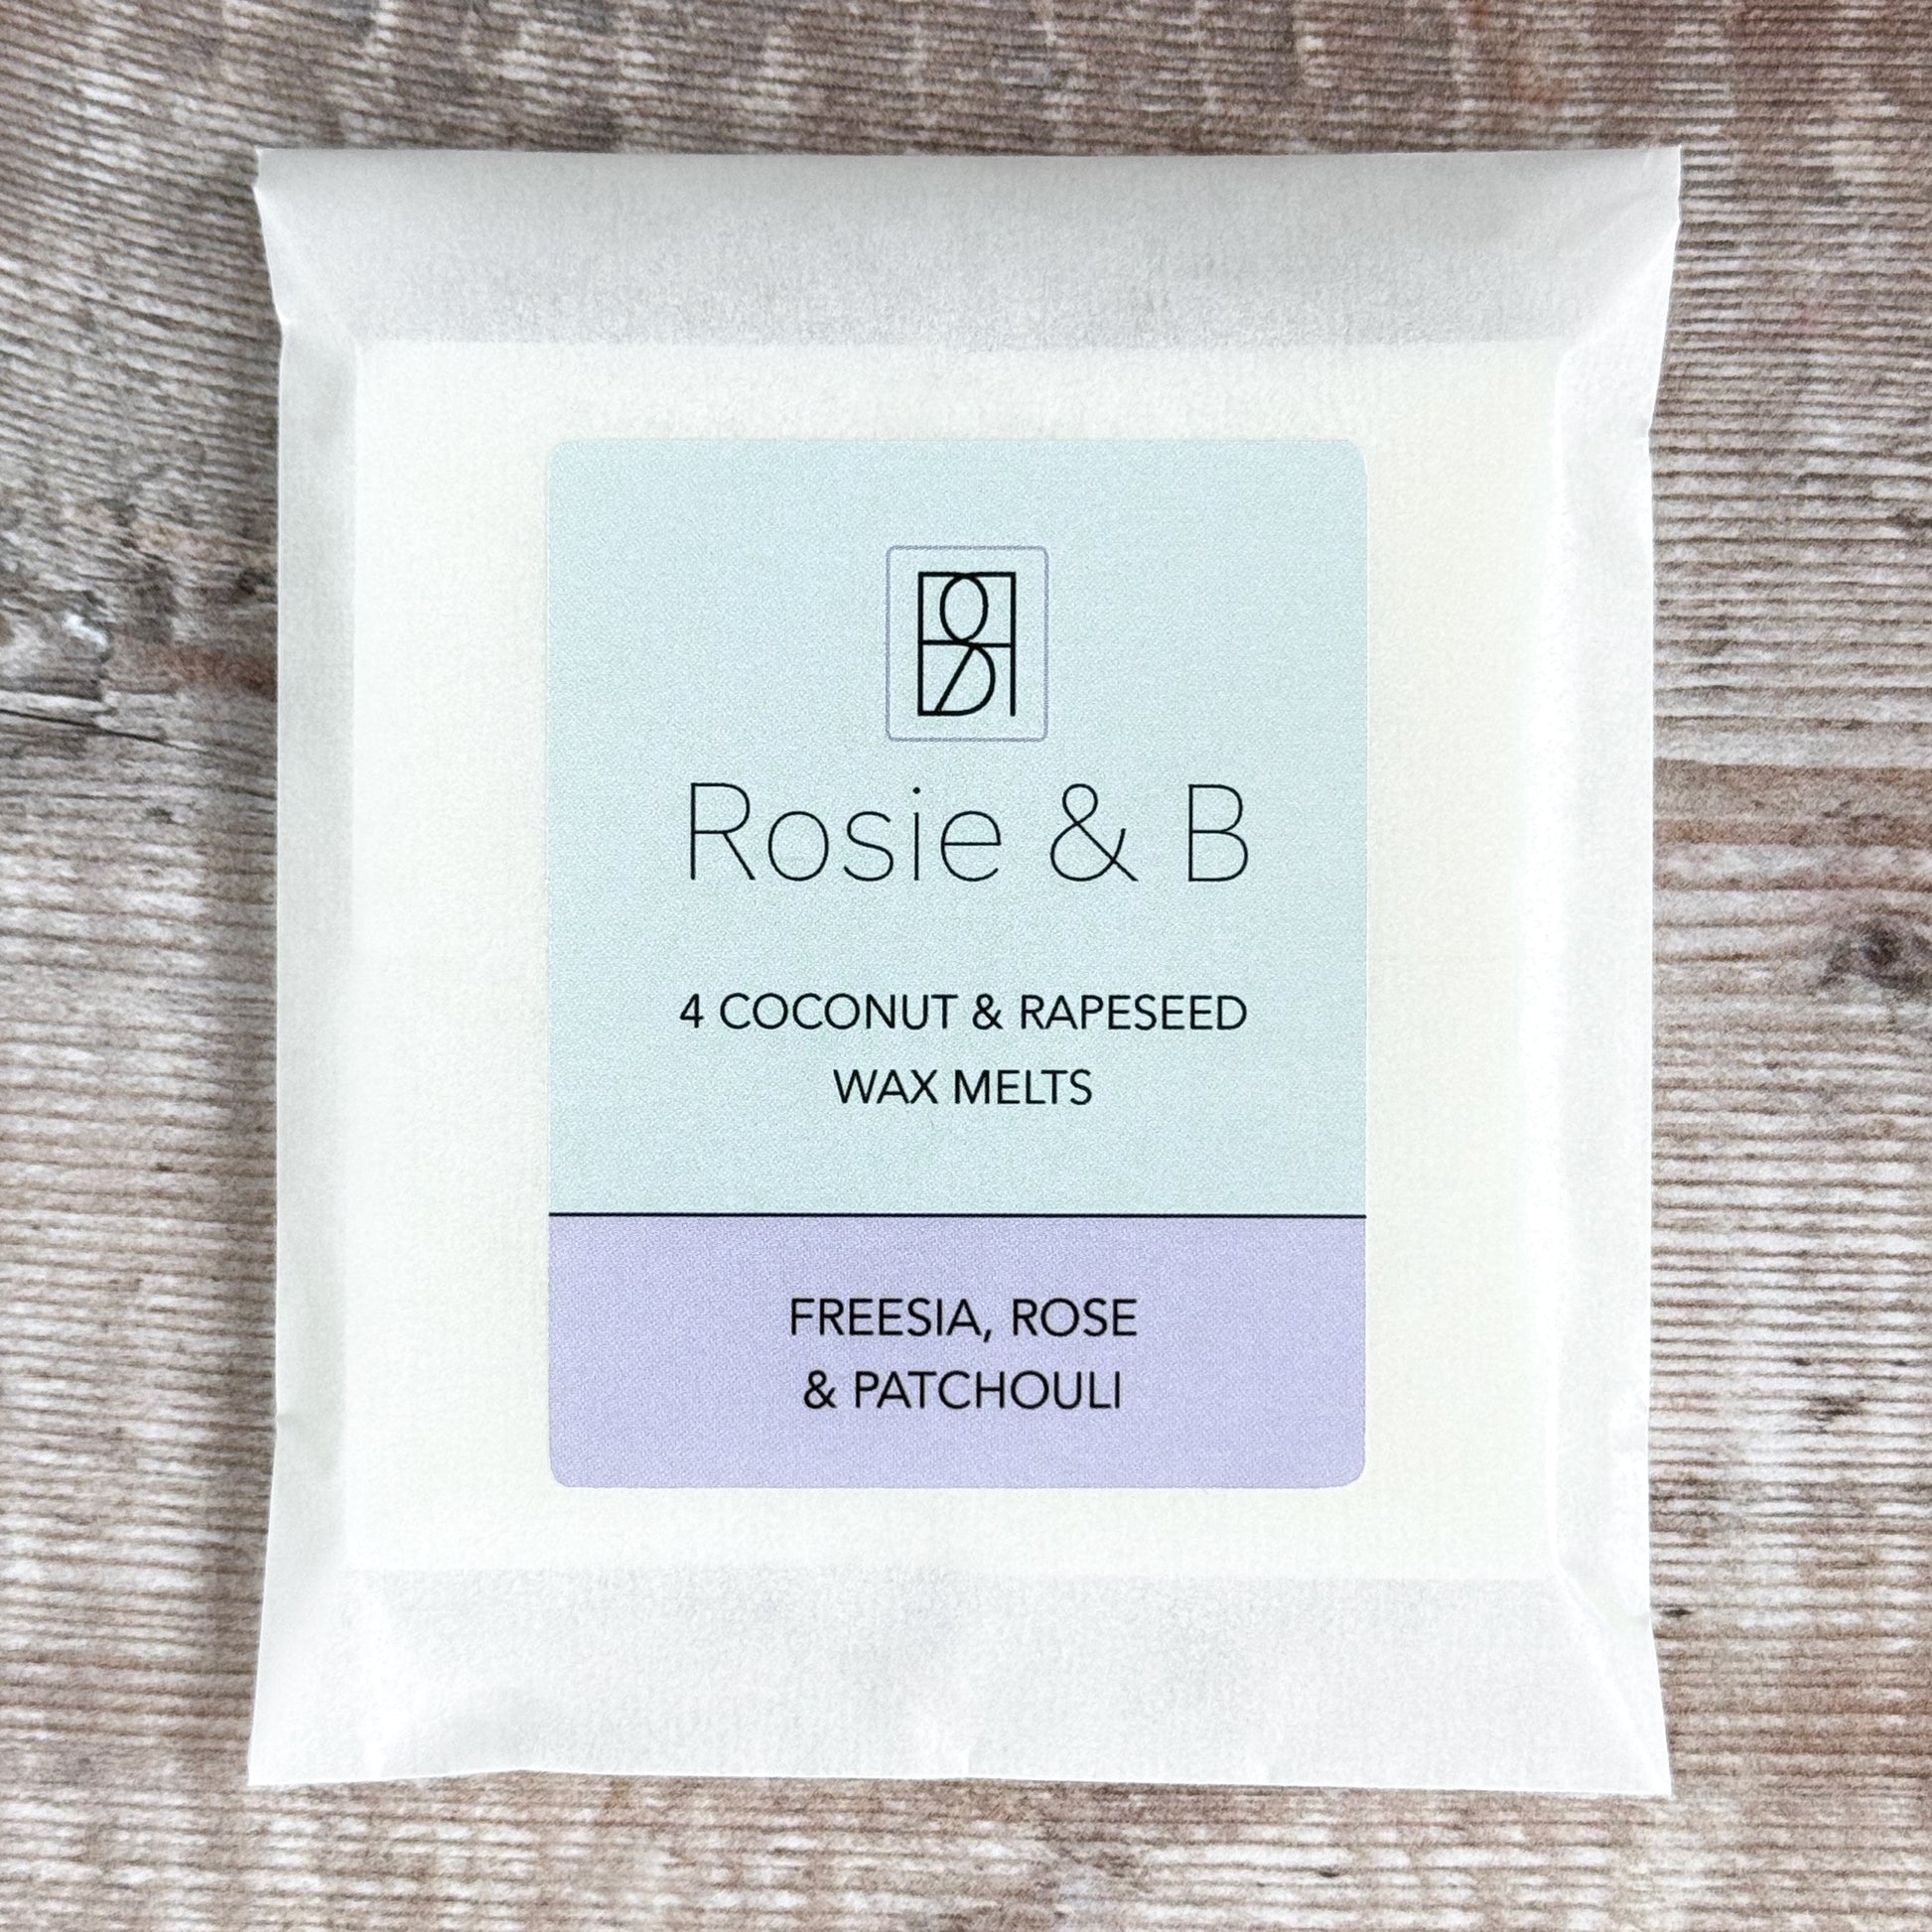 Rosie & B
4 COCONUT & RAPESEED
WAX MELTS
FREESIA, ROSE
& PATCHOULI